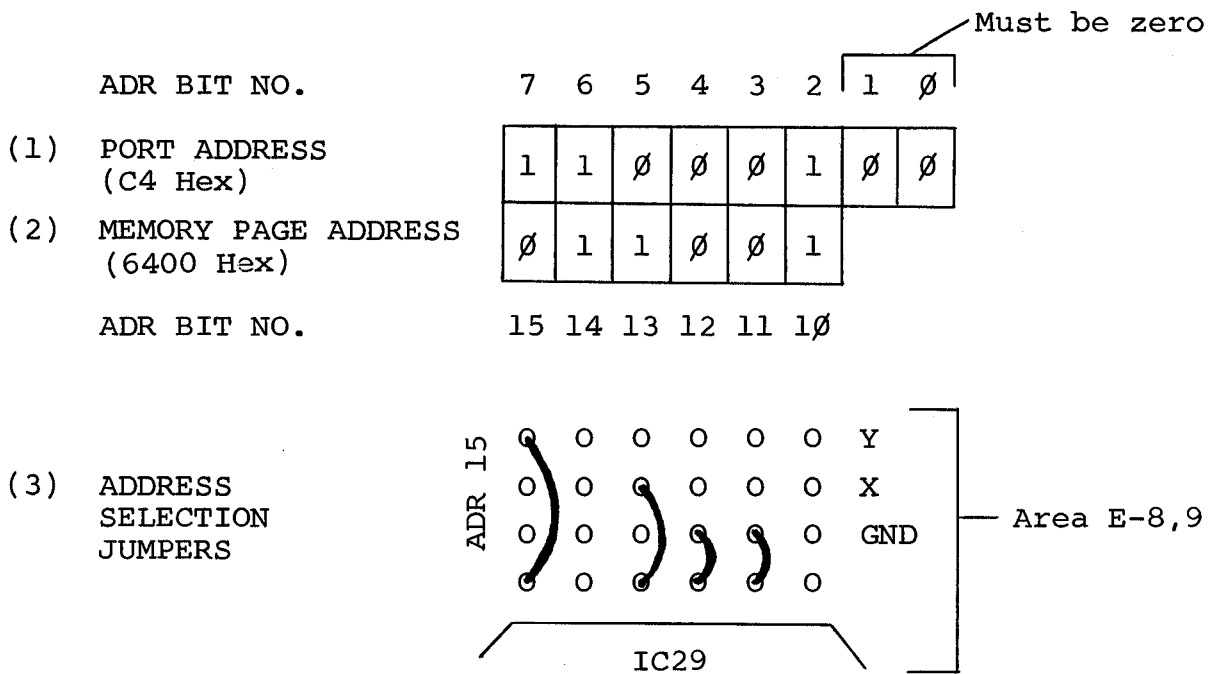 Must be zero
ADR BIT NO. 7 6 5 4 3 2 1 Ø
(1) PORT ADDRESS 1 1 Ø Ø Ø 1 Ø Ø
(C4 Hex)
(2) MEMORY PAGE ADDRESS Ø 1 1 Ø Ø 1
(6400 Hex)
ADR BIT NO. 15 14 13 12 11 1Ø
ADR 15
Y
(3) ADDRESS X
SELECTION GND Area E-8,9
JUMPERS
IC29